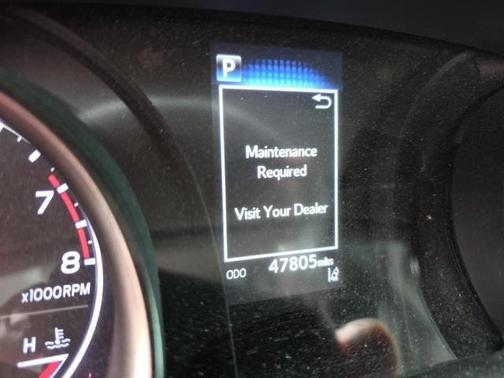 P
Maintenance
Required
Visit Your Dealer
ODO 47805 miles
7
8
x1000RPM
H